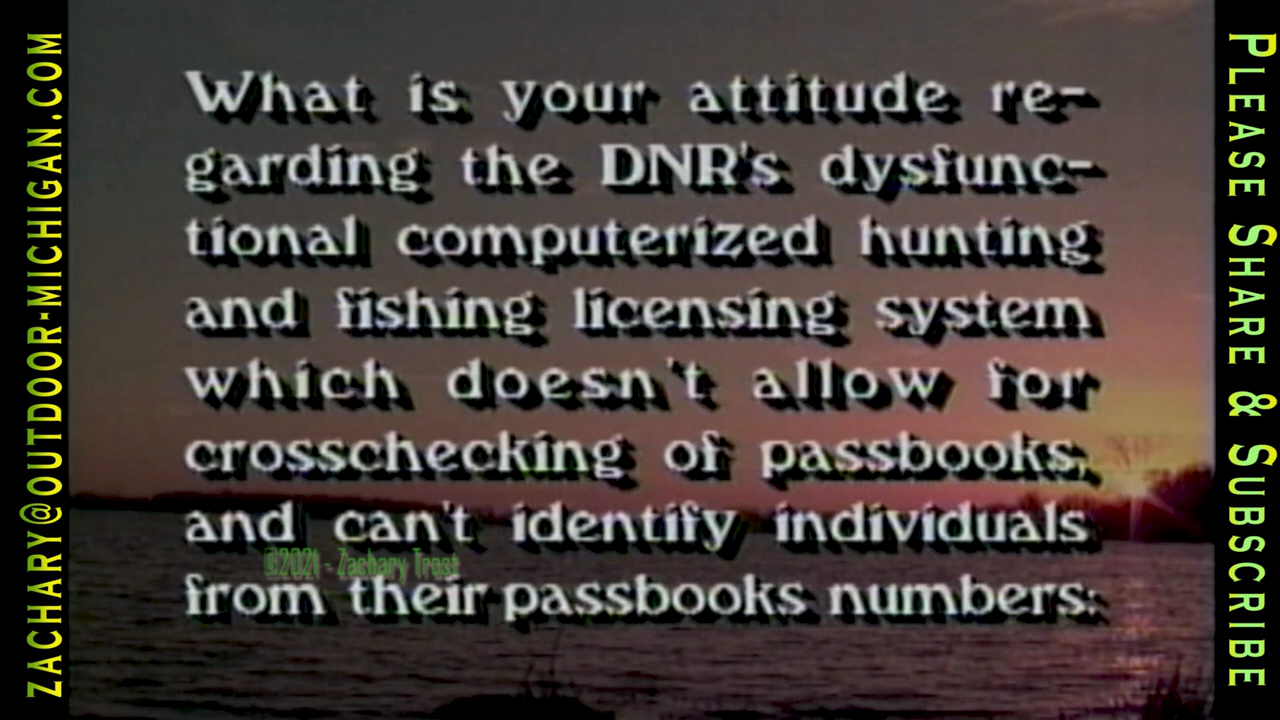 What is your attitude re-
garding the DNR's dysfunc-
tional computerized hunting
and fishing licensing system
which doesn't allow for
crosschecking of passbooks,
and can't identify individuals
from their passbooks numbers:
©2021 - Zachary Trost
ZACHARY@OUTDOOR-MICHIGAN.COM
PLEASE SHARE & SUBSCRIBE